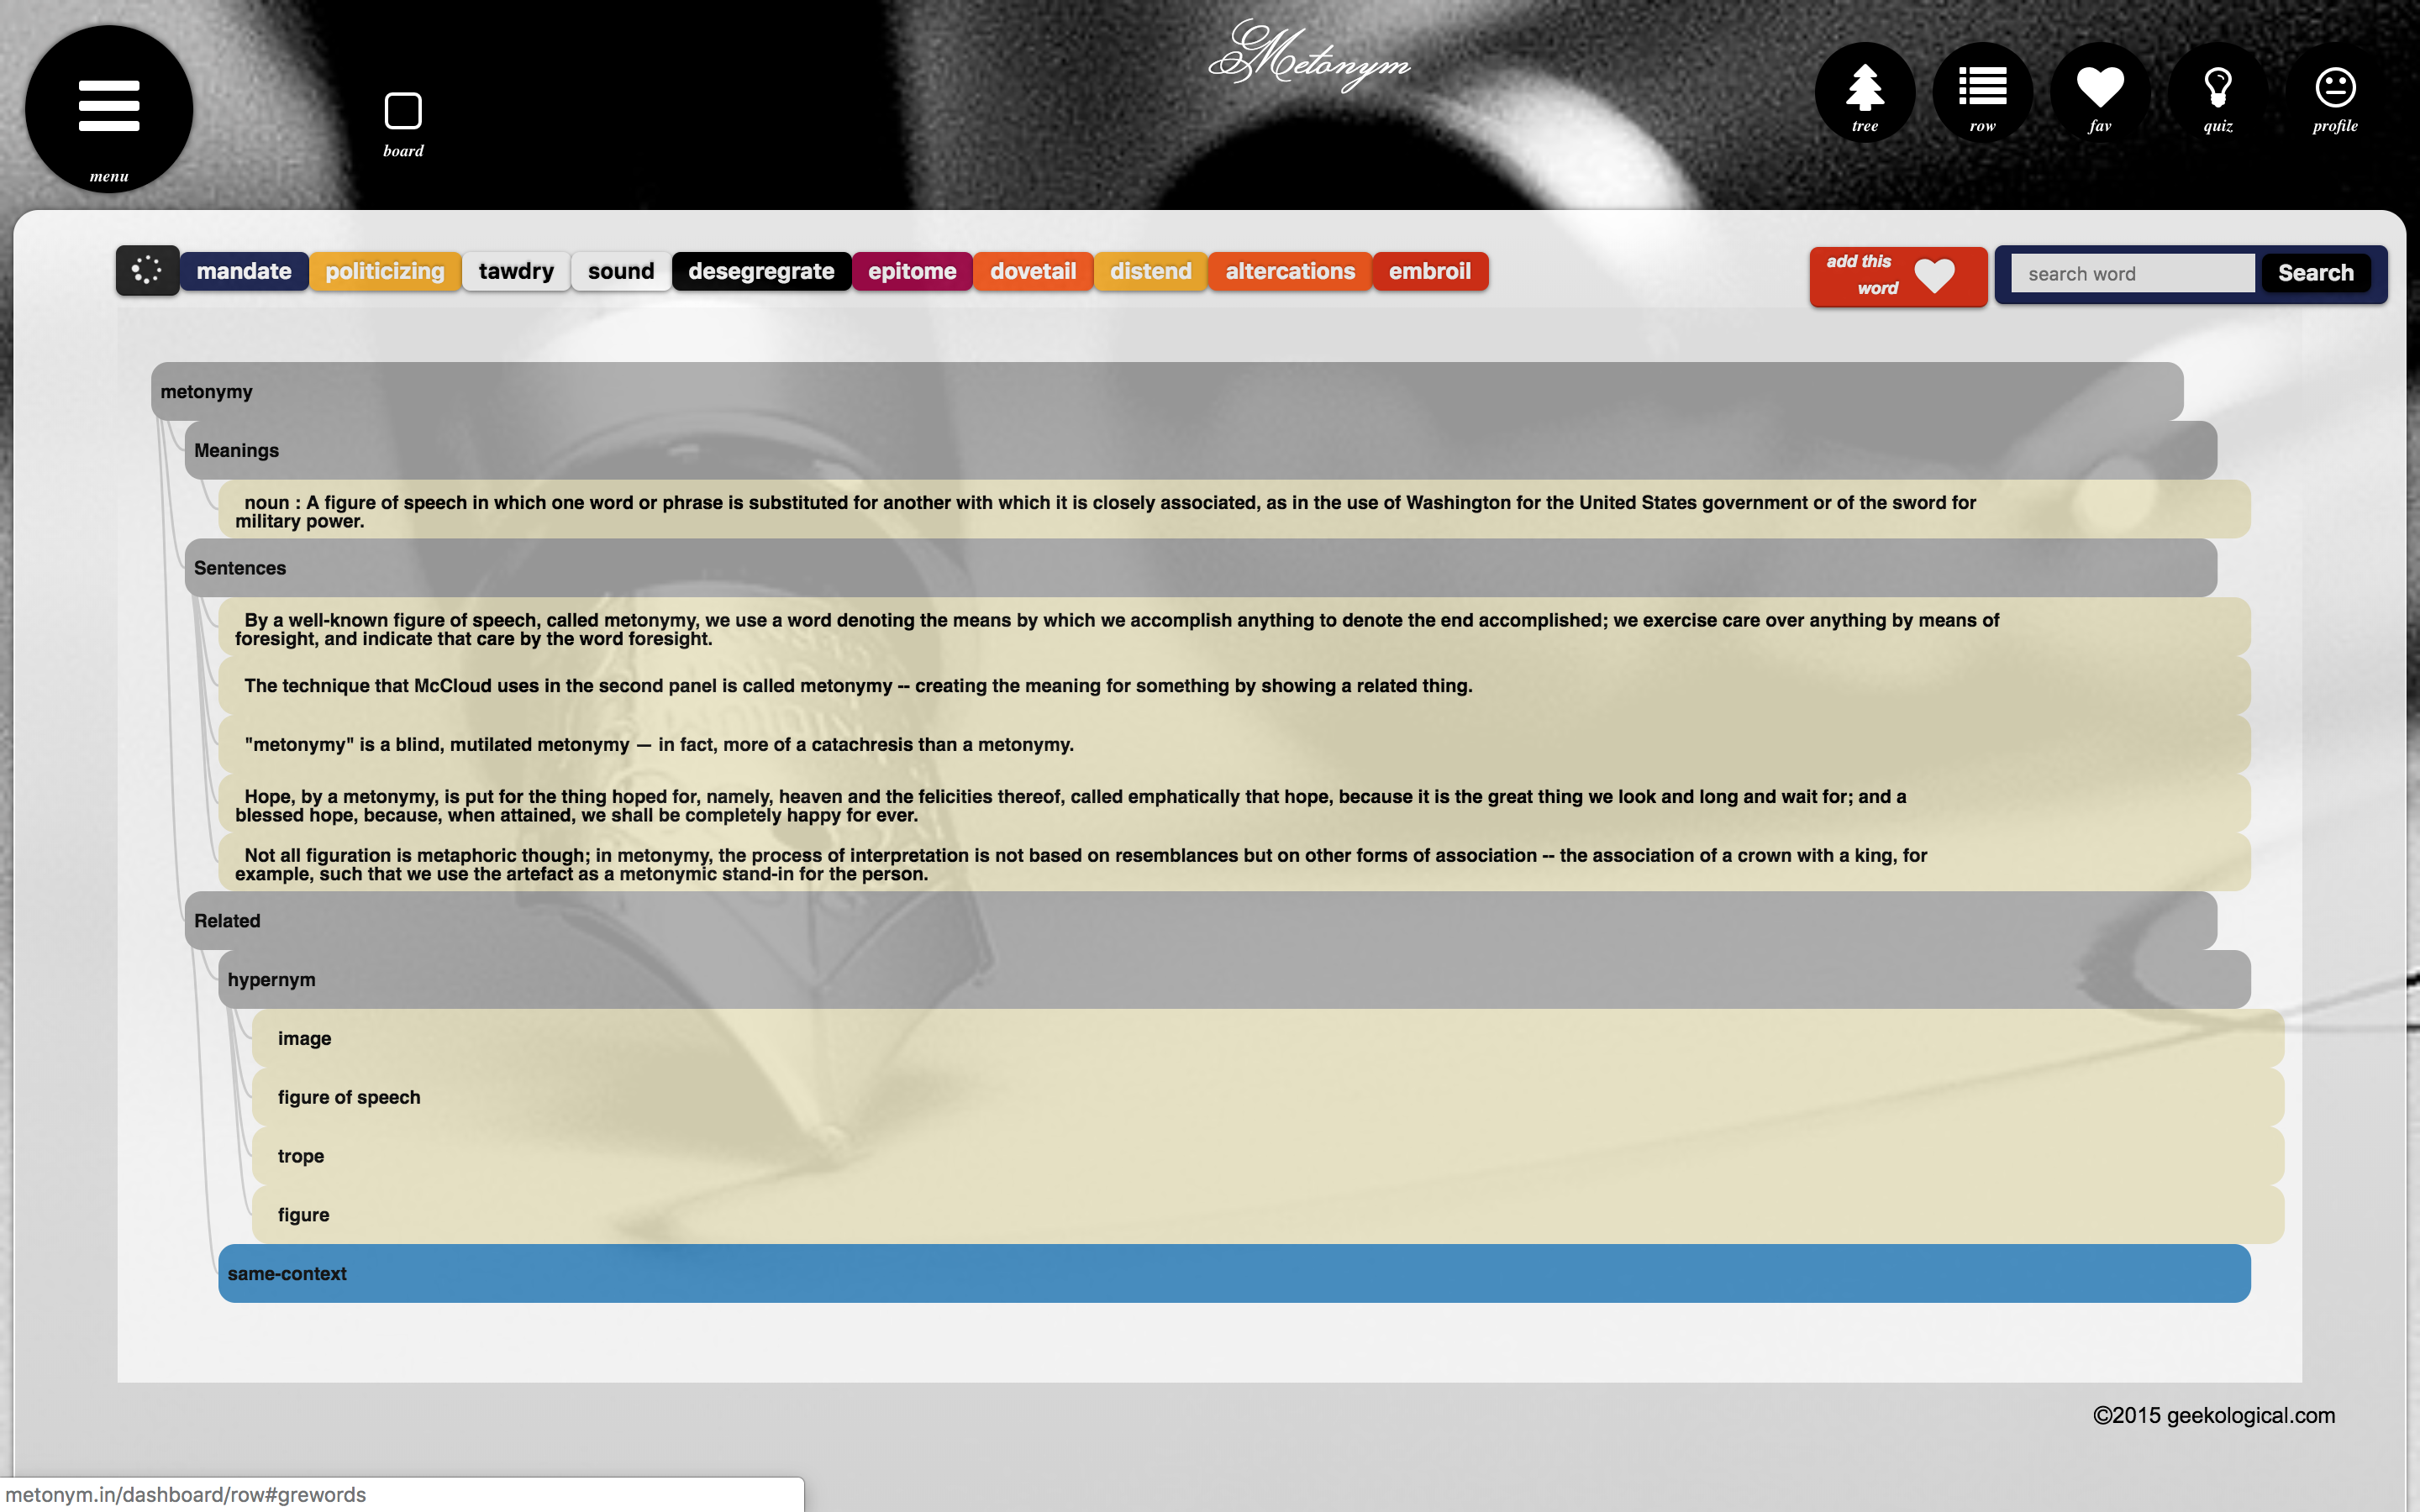 Metonym
menu
board
tree
row
fav
quiz
profile
mandate politicizing tawdry sound desegregrate epitome dovetail distend altercations embroil
add this
word
search word
Search
metonymy
Meanings
noun : A figure of speech in which one word or phrase is substituted for another with which it is closely associated, as in the use of Washington for the United States government or of the sword for
military power.
Sentences
By a well-known figure of speech, called metonymy, we use a word denoting the means by which we accomplish anything to denote the end accomplished; we exercise care over anything by means of
foresight, and indicate that care by the word foresight.
The technique that McCloud uses in the second panel is called metonymy -- creating the meaning for something by showing a related thing.
"metonymy" is a blind, mutilated metonymy — in fact, more of a catachresis than a metonymy.
Hope, by a metonymy, is put for the thing hoped for, namely, heaven and the felicities thereof, called emphatically that hope, because it is the great thing we look and long and wait for; and a
blessed hope, because, when attained, we shall be completely happy for ever.
Not all figuration is metaphoric though; in metonymy, the process of interpretation is not based on resemblances but on other forms of association -- the association of a crown with a king, for
example, such that we use the artefact as a metonymic stand-in for the person.
Related
hypernym
image
figure of speech
trope
figure
same-context
©2015 geekological.com
metonym.in/dashboard/row#grewords